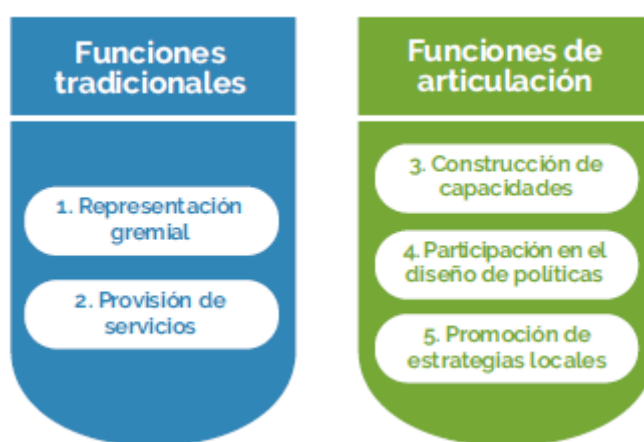 Funciones
tradicionales
1. Representación
gremial
2. Provisión de
servicios
Funciones de
articulación
3. Construcción de
capacidades
4. Participación en el
diseño de políticas
5. Promoción de
estrategias locales